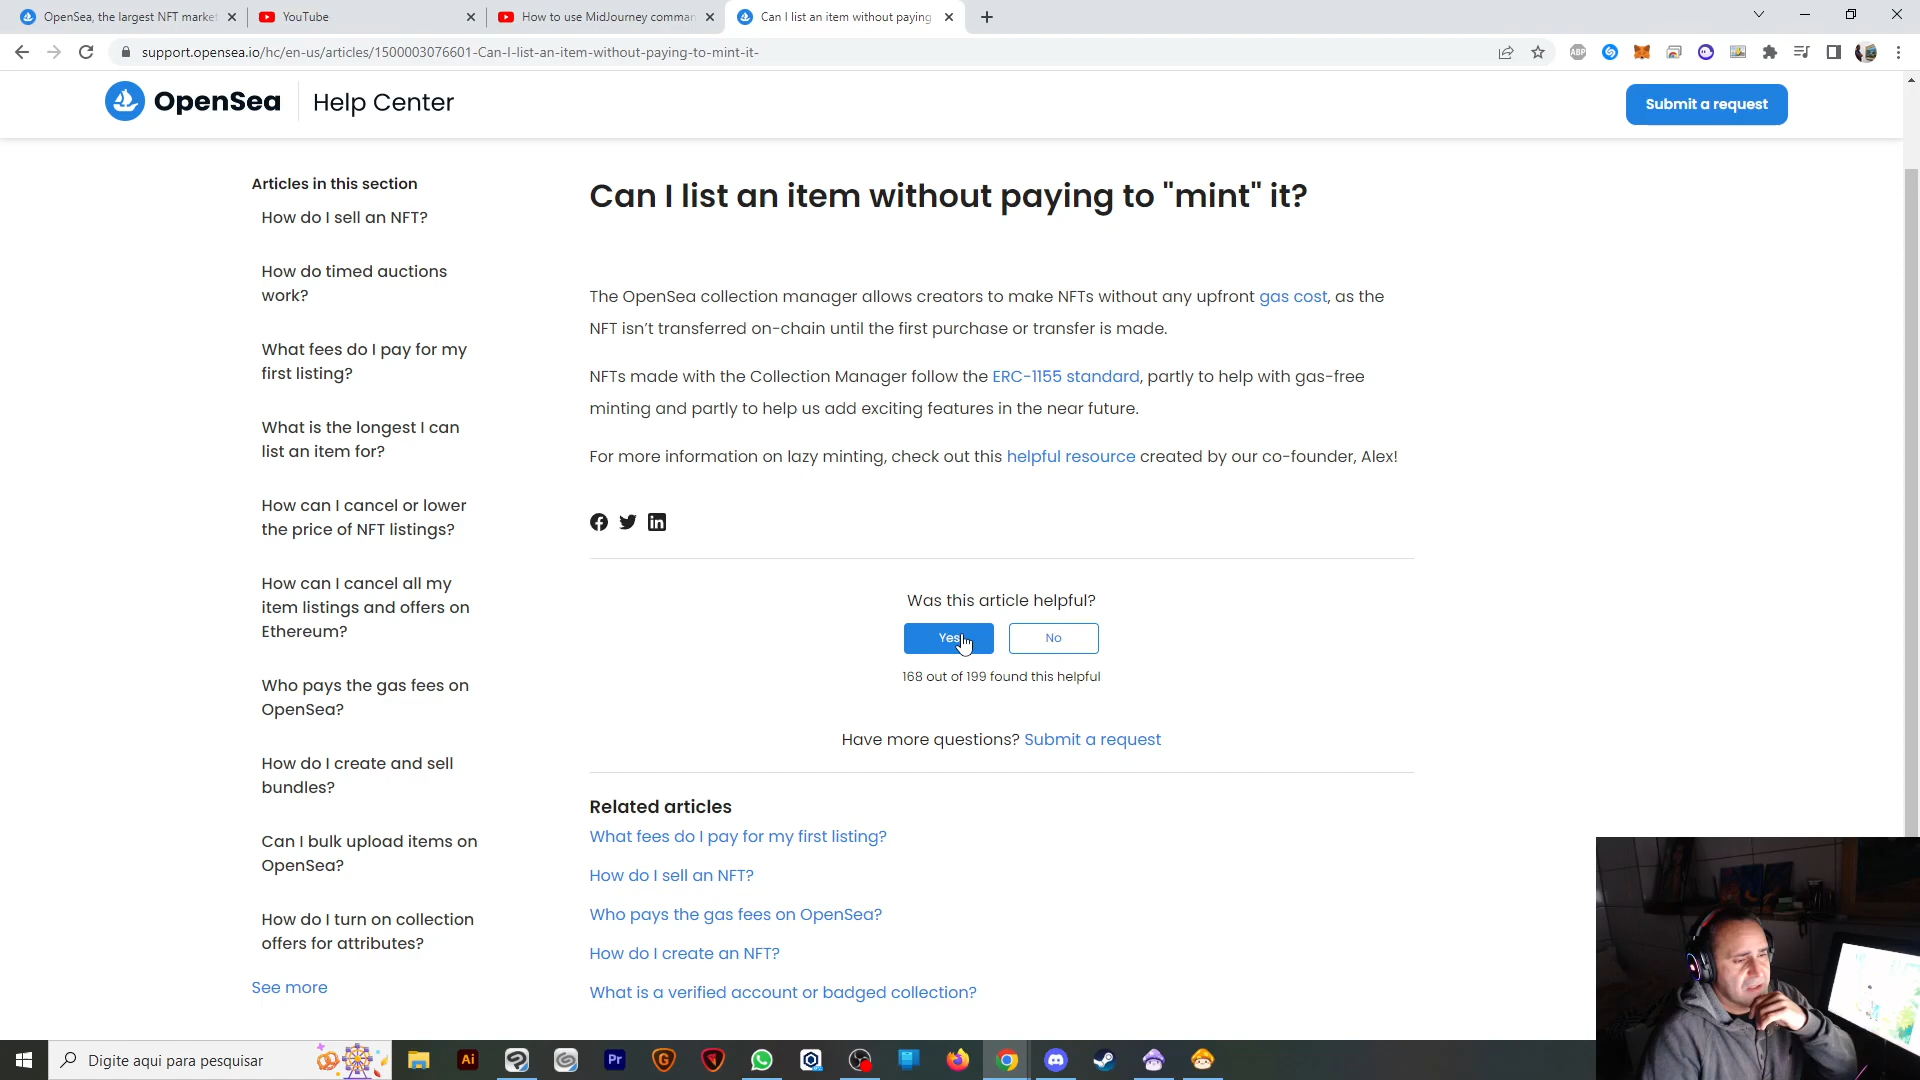 OpenSea, the largest NFT market
YouTube
How to use MidJourney comman
Can I list an item without paying
support.opensea.io/hc/en-us/articles/1500003076601-Can-I-list-an-item-without-paying-to-mint-it-
ABP
OpenSea
Help Center
Submit a request
Articles in this section
How do I sell an NFT?
How do timed auctions
work?
What fees do I pay for my
first listing?
What is the longest I can
list an item for?
How can I cancel or lower
the price of NFT listings?
How can I cancel all my
item listings and offers on
Ethereum?
Who pays the gas fees on
OpenSea?
How do I create and sell
bundles?
Can I bulk upload items on
OpenSea?
How do I turn on collection
offers for attributes?
See more
Can I list an item without paying to "mint" it?
The OpenSea collection manager allows creators to make NFTs without any upfront gas cost, as the
NFT isn't transferred on-chain until the first purchase or transfer is made.
NFTs made with the Collection Manager follow the ERC-1155 standard, partly to help with gas-free
minting and partly to help us add exciting features in the near future.
For more information on lazy minting, check out this helpful resource created by our co-founder, Alex!
Was this article helpful?
Yes
No
168 out of 199 found this helpful
Have more questions? Submit a request
Related articles
What fees do I pay for my first listing?
How do I sell an NFT?
Who pays the gas fees on OpenSea?
How do I create an NFT?
What is a verified account or badged collection?
Digite aqui para pesquisar
Ai
Pr